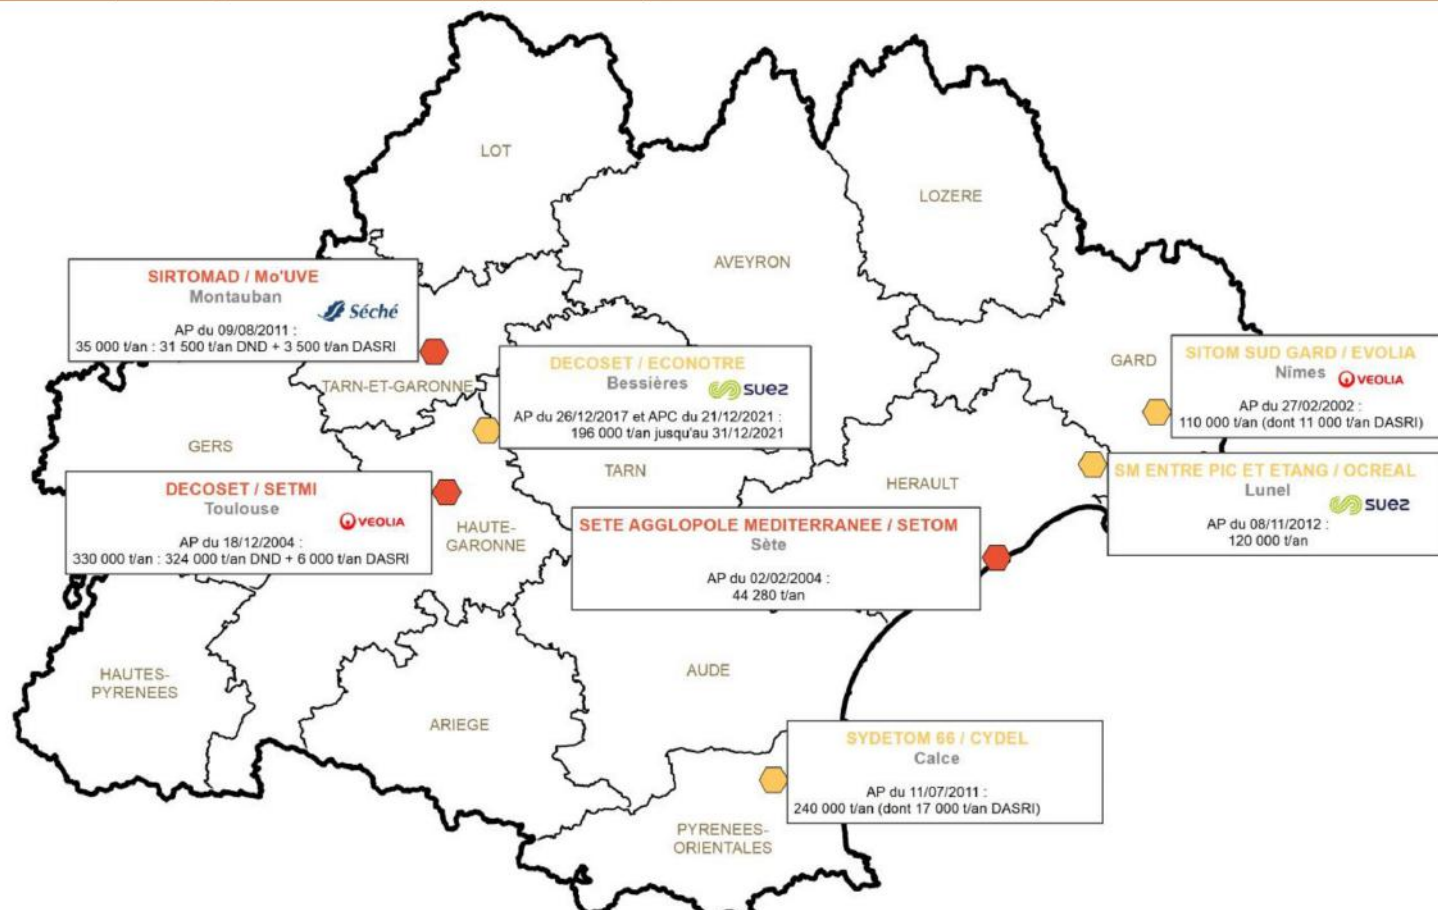 LOT
LOZERE
AVEYRON
SIRTOMAD / Mo'UVE
Montauban
Séché
AP du 09/08/2011 :
35 000 t/an : 31 500 t/an DND + 3 500 t/an DASRI
TARN-ET-GARONNE
DECOSET / ECONOTRE
Bessières
suez
AP du 26/12/2017 et APC du 21/12/2021 :
196 000 t/an jusqu'au 31/12/2021
GARD
SITOM SUD GARD / EVOLIA
Nîmes
VEOLIA
AP du 27/02/2002 :
110 000 t/an (dont 11 000 t/an DASRI)
GERS
TARN
HERAULT
SM ENTRE PIC ET ETANG / OCREAL
Lunel
suez
AP du 08/11/2012 :
120 000 t/an
DECOSET / SETMI
Toulouse
VEOLIA
AP du 18/12/2004 :
330 000 t/an : 324 000 t/an DND + 6 000 t/an DASRI
HAUTE-
GARONNE
SETE AGGLOPOLE MEDITERRANEE / SETOM
Sète
AP du 02/02/2004 :
44 280 t/an
HAUTES-
PYRENEES
ARIEGE
AUDE
SYDETOM 66 / CYDEL
Calce
AP du 11/07/2011 :
240 000 t/an (dont 17 000 t/an DASRI)
PYRENEES-
ORIENTALES